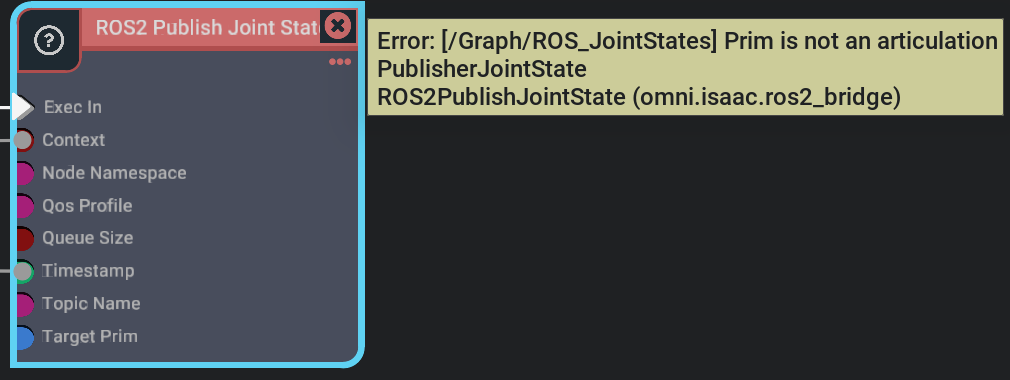 ROS2 Publish Joint Stat
Error: [/Graph/ROS_JointStates] Prim is not an articulation
PublisherJointState
ROS2PublishJointState (omni.isaac.ros2_bridge)
Exec In
Context
Node Namespace
Qos Profile
Queue Size
Timestamp
Topic Name
Target Prim